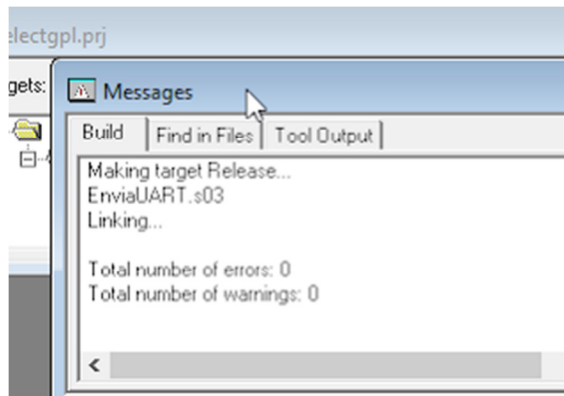 electgpl.prj
gets:
Messages
Build Find in Files Tool Output
Making target Release...
EnviaUART.s03
Linking...
Total number of errors: 0
Total number of warnings: 0